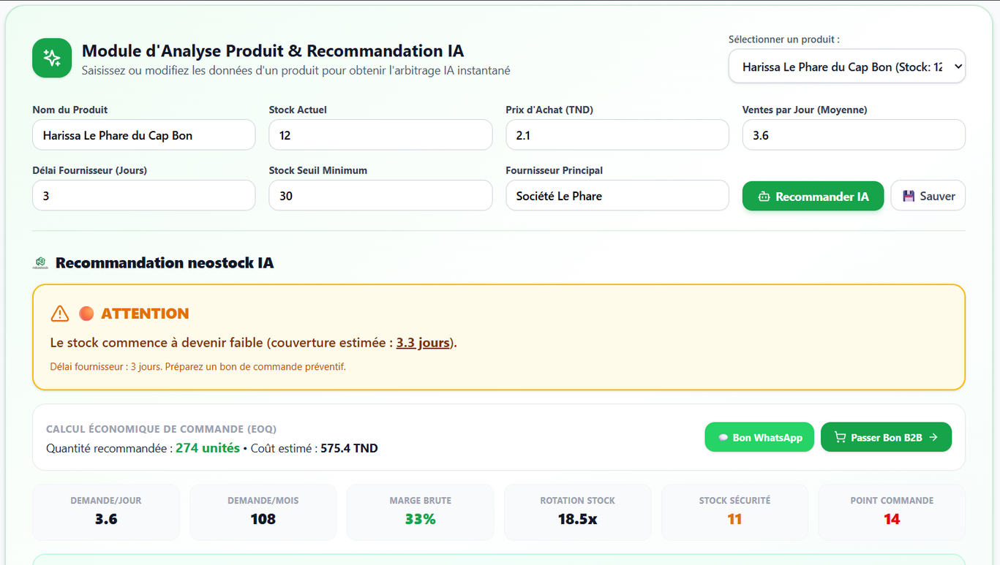 Module d'Analyse Produit & Recommandation IA
Saisissez ou modifiez les données d'un produit pour obtenir l'arbitrage IA instantané
Sélectionner un produit :
Harissa Le Phare du Cap Bon (Stock: 12
Nom du Produit
Stock Actuel
Prix d'Achat (TND)
Ventes par Jour (Moyenne)
Harissa Le Phare du Cap Bon
12
2.1
3.6
Délai Fournisseur (Jours)
Stock Seuil Minimum
Fournisseur Principal
3
30
Société Le Phare
Recommander IA
Sauver
Recommandation neostock IA
ATTENTION
Le stock commence à devenir faible (couverture estimée : 3.3 jours).
Délai fournisseur : 3 jours. Préparez un bon de commande préventif.
CALCUL ÉCONOMIQUE DE COMMANDE (EOQ)
Quantité recommandée : 274 unités • Coût estimé : 575.4 TND
Bon WhatsApp
Passer Bon B2B →
DEMANDE/JOUR
3.6
DEMANDE/MOIS
108
MARGE BRUTE
33%
ROTATION STOCK
18.5x
STOCK SÉCURITÉ
11
POINT COMMANDE
14